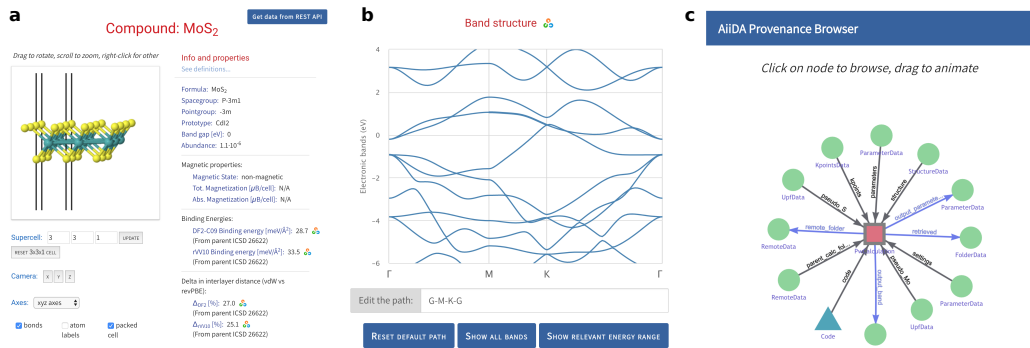 a
Get data from REST API
Compound: MoS2
Drag to rotate, scroll to zoom, right-click for other
Supercell: 3 3 1 UPDATE
RESET 3x3x1 CELL
Camera: X Y Z
Axes: xyz axes
bonds atom labels packed cell
Info and properties
See definitions...
Formula: MoS2
Spacegroup: P-3m1
Pointgroup: -3m
Prototype: CdI2
Band gap [eV]: 0
Abundance: 1.1·10-6
Magnetic properties:
Magnetic State: non-magnetic
Tot. Magnetization [μB/cell]: N/A
Abs. Magnetization [μB/cell]: N/A
Binding Energies:
DF2-C09 Binding energy [meV/Å2]: 28.7
(From parent ICSD 26622)
rVV10 Binding energy [meV/Å2]: 33.5
(From parent ICSD 26622)
Delta in interlayer distance (vdW vs
revPBE):
ΔDF2 [%]: 27.0
(From parent ICSD 26622)
ΔrVV10 [%]: 25.1
(From parent ICSD 26622)
b
Band structure
Electronic bands (eV)
4
2
0
-2
-4
-6
Γ M K Γ
Edit the path: G-M-K-G
RESET DEFAULT PATH SHOW ALL BANDS SHOW RELEVANT ENERGY RANGE
c
AiiDA Provenance Browser
Click on node to browse, drag to animate
ParameterData
KpointsData
StructureData
UpfData
ParameterData
RemoteData
FolderData
RemoteData
ParameterData
Code
UpfData
kpoints
parameters
structure
pseudo_S
output_paramete...
remote_folder
retrieved
parent_calc_fol...
settings
code
pseudo_Mo
output_band